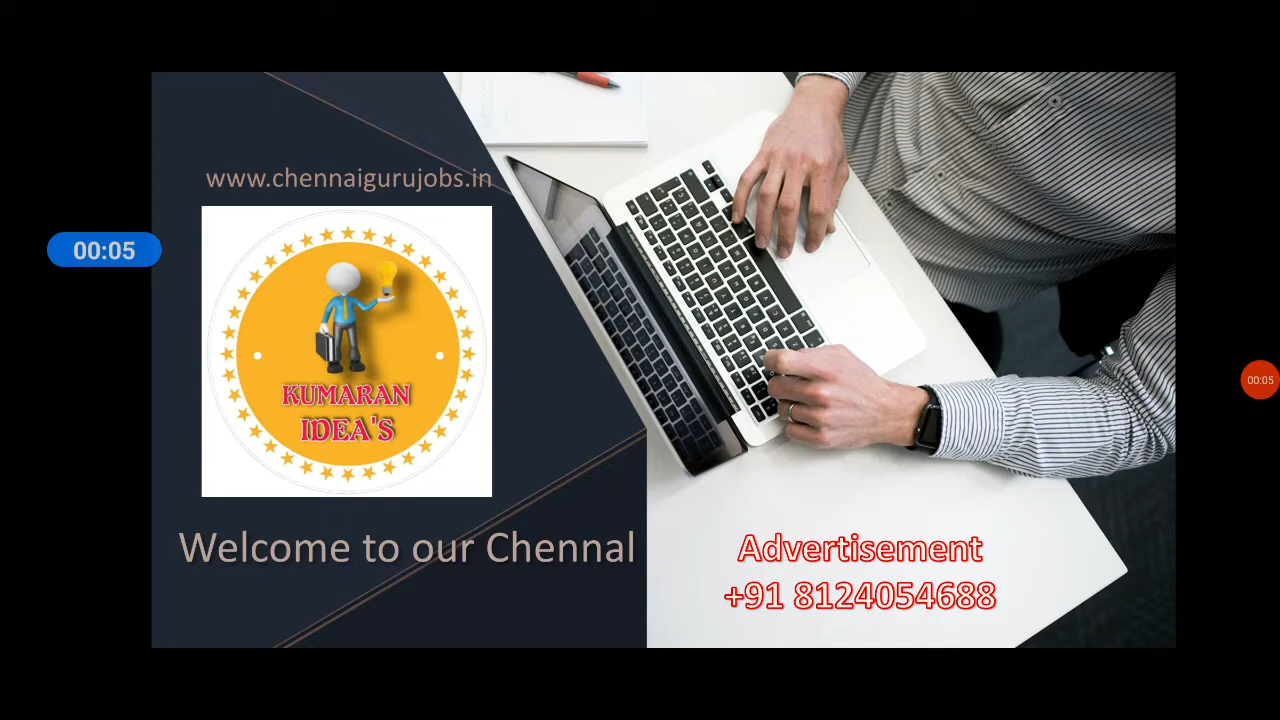 www.chennaigurujobs.in
00:05
KUMARAN
IDEA'S
Welcome to our Chennal
Advertisement
+91 8124054688
00:05